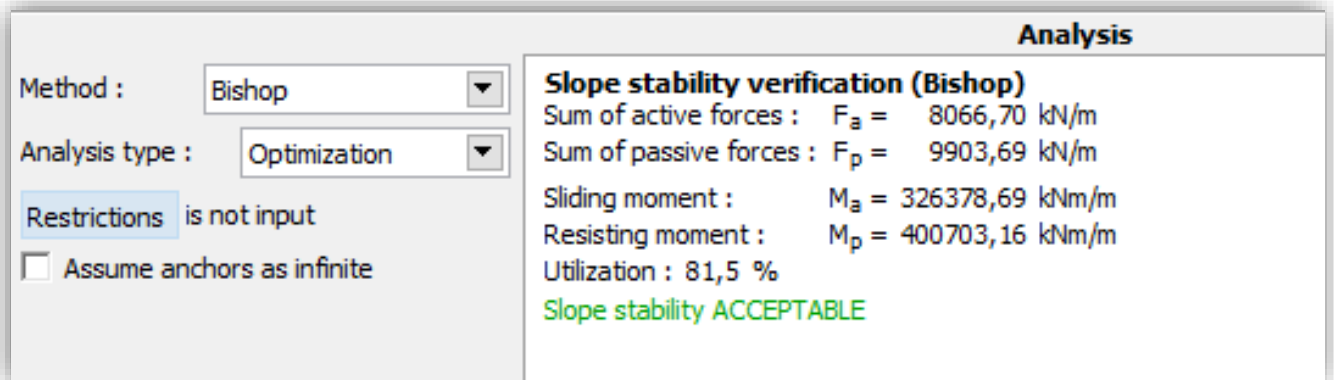 Analysis
Method :
Bishop
Analysis type :
Optimization
Restrictions is not input
Assume anchors as infinite
Slope stability verification (Bishop)
Sum of active forces : Fa = 8066,70 kN/m
Sum of passive forces : Fp = 9903,69 kN/m
Sliding moment : Ma = 326378,69 kNm/m
Resisting moment : Mp = 400703,16 kNm/m
Utilization : 81,5 %
Slope stability ACCEPTABLE